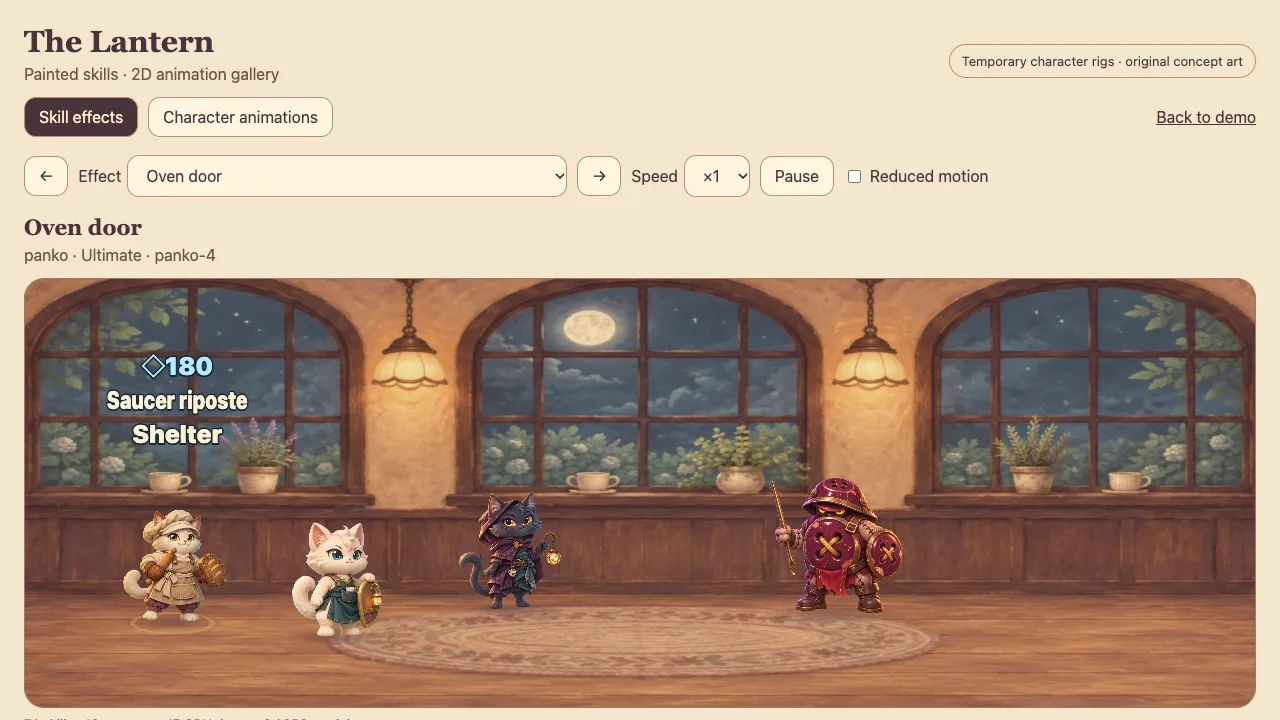 The Lantern
Painted skills · 2D animation gallery
Temporary character rigs · original concept art
Skill effects
Character animations
Back to demo
← Effect Oven door → Speed ×1 Pause Reduced motion
Oven door
panko · Ultimate · panko-4
◇180
Saucer riposte
Shelter